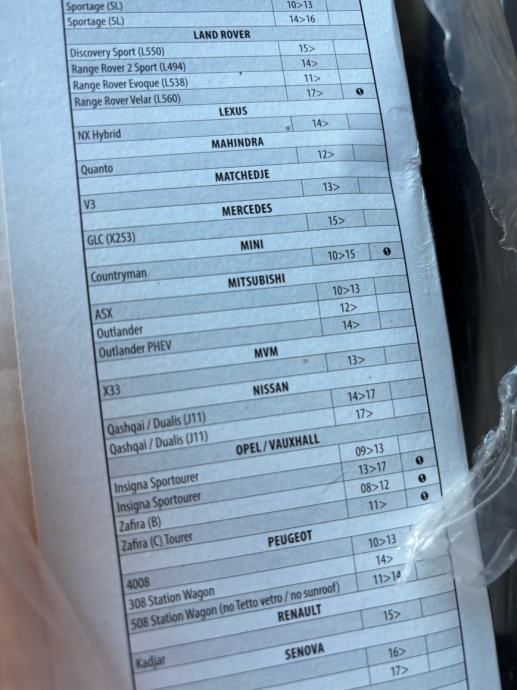 Sportage (SL) 10>13
Sportage (SL) 14>16
LAND ROVER
Discovery Sport (L550) 15>
Range Rover 2 Sport (L494) 14>
Range Rover Evoque (L538) 11>
Range Rover Velar (L560) 17> ❶
LEXUS
NX Hybrid 14>
MAHINDRA
Quanto 12>
MATCHEDJE
V3 13>
MERCEDES
GLC (X253) 15>
MINI
Countryman 10>15 ❶
MITSUBISHI
ASX 10>13
Outlander 12>
Outlander PHEV 14>
MVM
X33 13>
NISSAN
Qashqai / Dualis (J11) 14>17
Qashqai / Dualis (J11) 17>
OPEL / VAUXHALL
Insigna Sportourer 09>13
Insigna Sportourer 13>17 ❶
Zafira (B) 08>12 ❶
Zafira (C) Tourer 11> ❶
PEUGEOT
4008 10>13
308 Station Wagon 14>
508 Station Wagon (no Tetto vetro / no sunroof) 11>14
RENAULT
Kadjar 15>
SENOVA
16>
17>